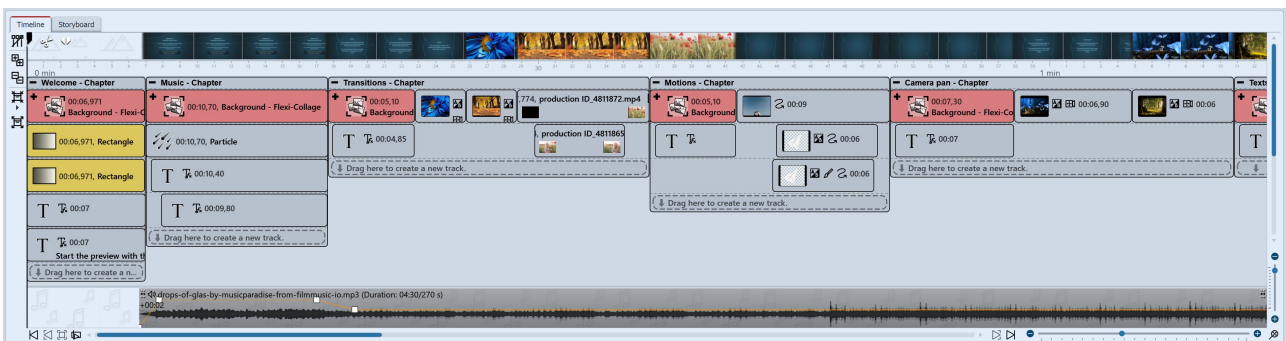 Timeline Storyboard
0 min
30
1 min
Welcome - Chapter
Music - Chapter
Transitions - Chapter
Motions - Chapter
Camera pan - Chapter
Texts
00:06,971
Background - Flexi-C
00:10,70, Background - Flexi-Collage
00:05,10
Background
,774, production ID_4811872.mp4
00:05,10
Background
00:09
00:07,30
Background - Flexi-Co
00:06,90
00:06
00:06,971, Rectangle
00:10,70, Particle
T 00:04,85
, production ID_4811865
T
00:06
T 00:07
T
00:06,971, Rectangle
T 00:10,40
Drag here to create a new track.
00:06
Drag here to create a new track.
T 00:07
T 00:09,80
Drag here to create a new track.
T 00:07
Start the preview with th
Drag here to create a new track.
Drag here to create a n...
drops-of-glas-by-musicparadise-from-filmmusic-io.mp3 (Duration: 04:30/270 s)
+00:02